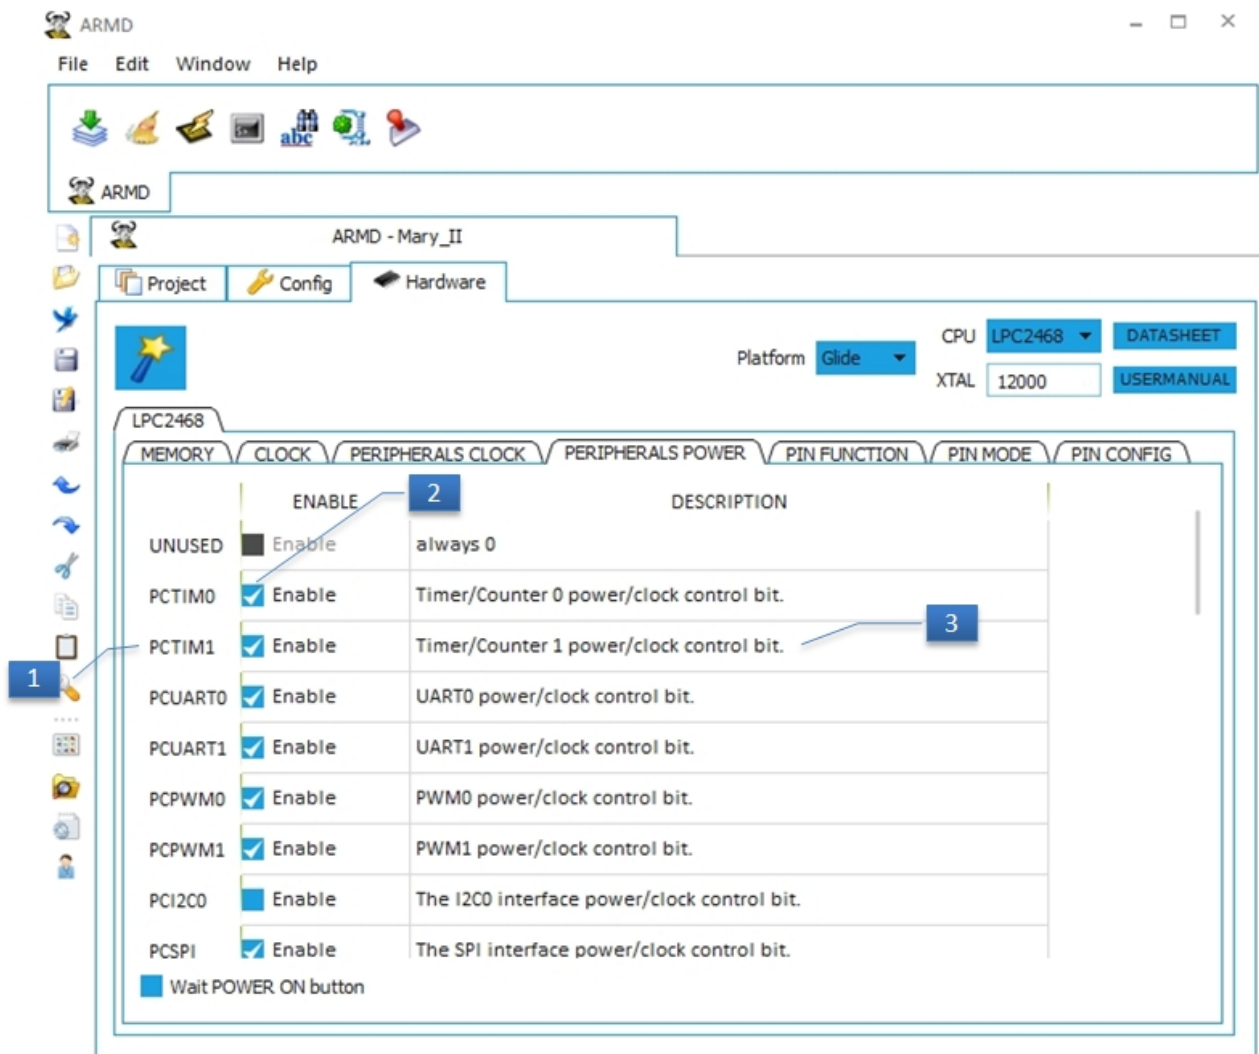 ARMD
File Edit Window Help
abc
ARMD
ARMD - Mary_II
Project Config Hardware
Platform Glide CPU LPC2468 DATASHEET
XTAL 12000 USERMANUAL
LPC2468
MEMORY CLOCK PERIPHERALS CLOCK PERIPHERALS POWER PIN FUNCTION PIN MODE PIN CONFIG
ENABLE 2 DESCRIPTION
UNUSED Enable always 0
PCTIM0 Enable Timer/Counter 0 power/clock control bit.
3
PCTIM1 Enable Timer/Counter 1 power/clock control bit.
1
PCUART0 Enable UART0 power/clock control bit.
PCUART1 Enable UART1 power/clock control bit.
PCPWM0 Enable PWM0 power/clock control bit.
PCPWM1 Enable PWM1 power/clock control bit.
PCI2C0 Enable The I2C0 interface power/clock control bit.
PCSPI Enable The SPI interface power/clock control bit.
Wait POWER ON button